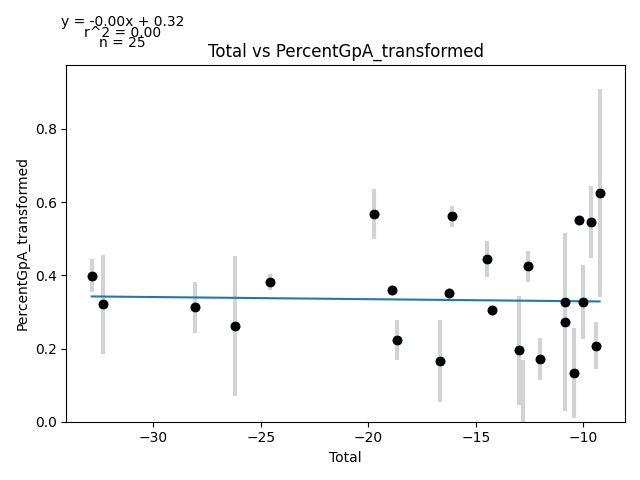 y = -0.00x + 0.32
r^2 = 0.00
n = 25
Total vs PercentGpA_transformed
PercentGpA_transformed
0.8
0.6
0.4
0.2
0.0
−30
−25
−20
−15
−10
Total